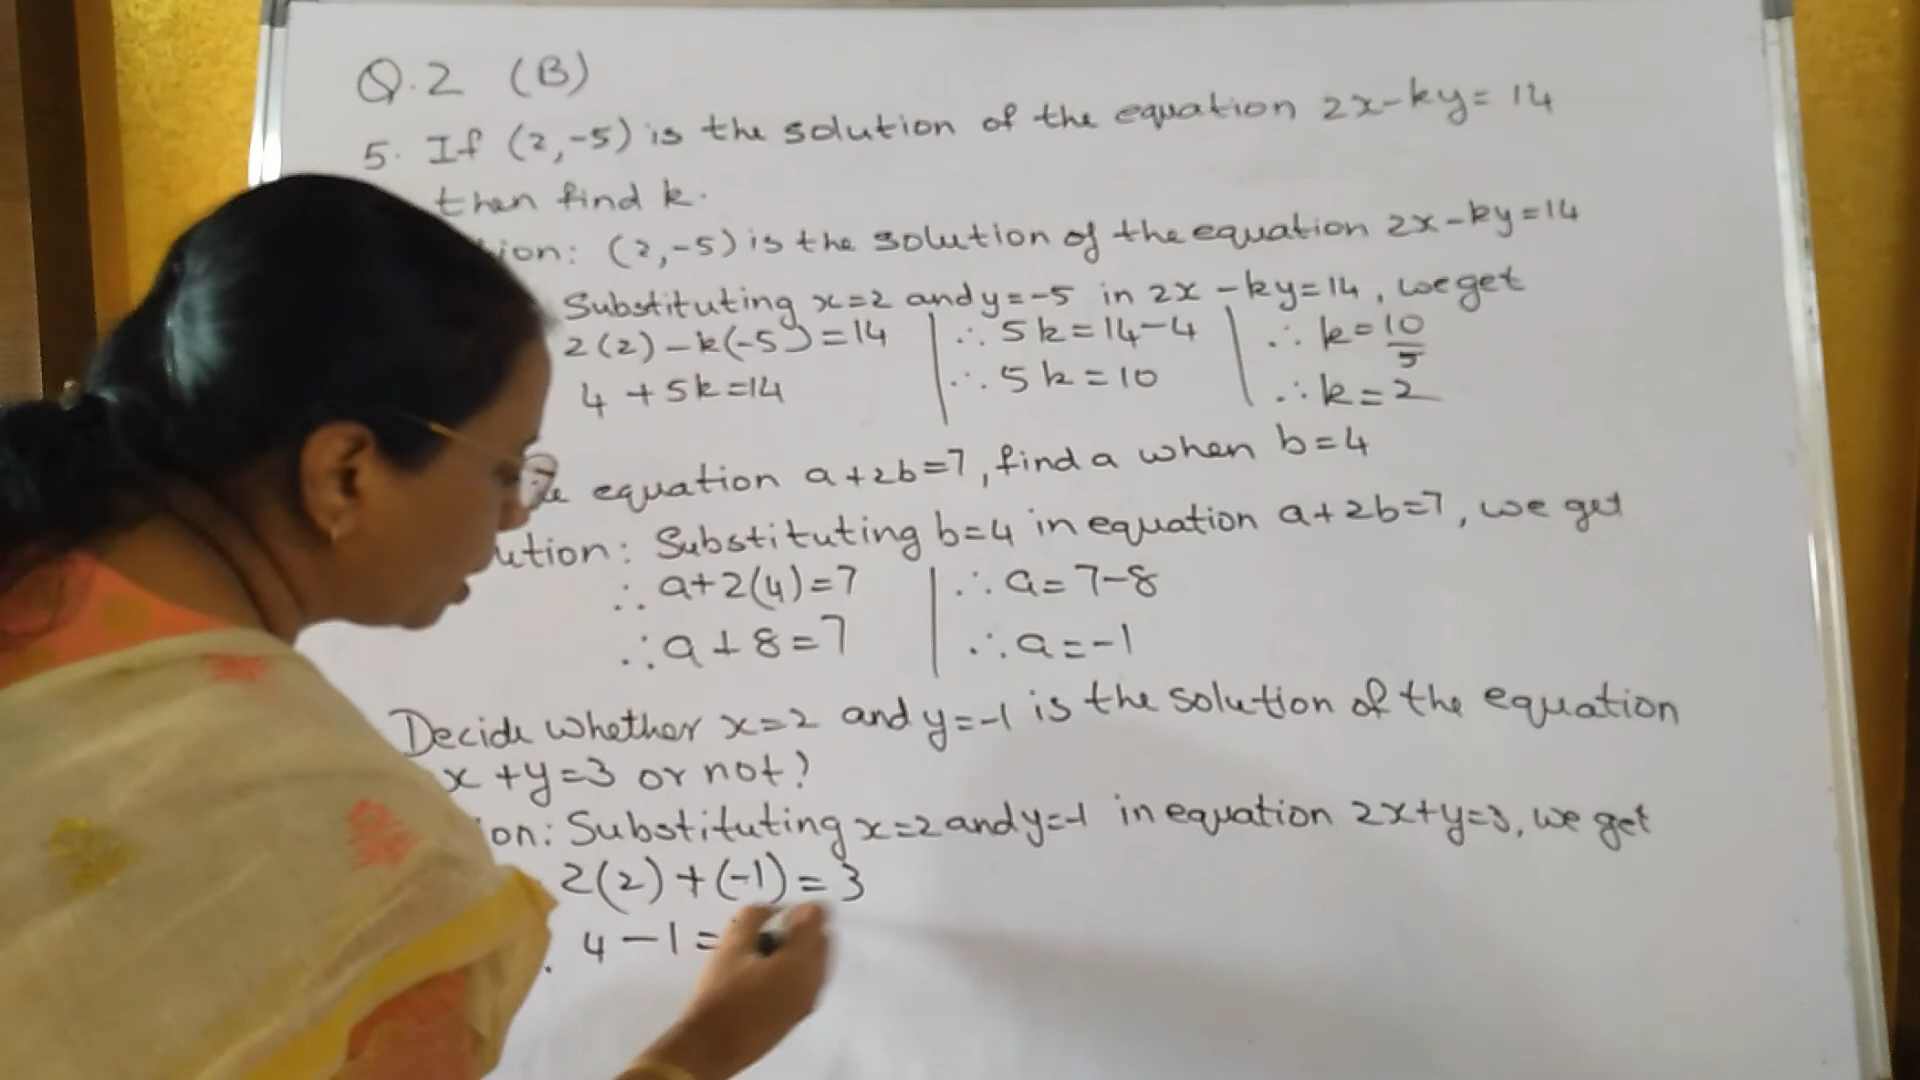 Q.2 (B)
5. If (2,-5) is the solution of the equation 2x-ky=14
then find k.
ion: (2,-5) is the solution of the equation 2x-ky=14
Substituting x=2 and y=-5 in 2x-ky=14, we get
2(2)-k(-5)=14 ∴ 5k=14-4 ∴ k=10/5
4+5k=14 ∴ 5k=10 ∴ k=2
equation a+2b=7, find a when b=4
ution: Substituting b=4 in equation a+2b=7, we get
∴ a+2(4)=7 ∴ a=7-8
∴ a+8=7 ∴ a=-1
Decide whether x=2 and y=-1 is the solution of the equation
x+y=3 or not?
ion: Substituting x=2 and y=-1 in equation 2x+y=3, we get
2(2)+(-1)=3
4-1=